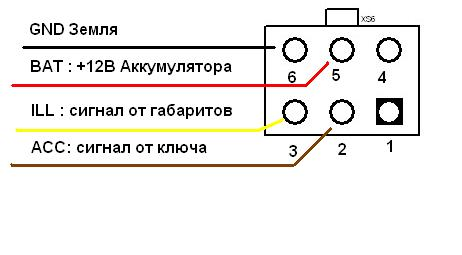 XS6
GND Земля
BAT : +12В Аккумулятора
6 5 4
ILL : сигнал от габаритов
ACC: сигнал от ключа
3 2 1